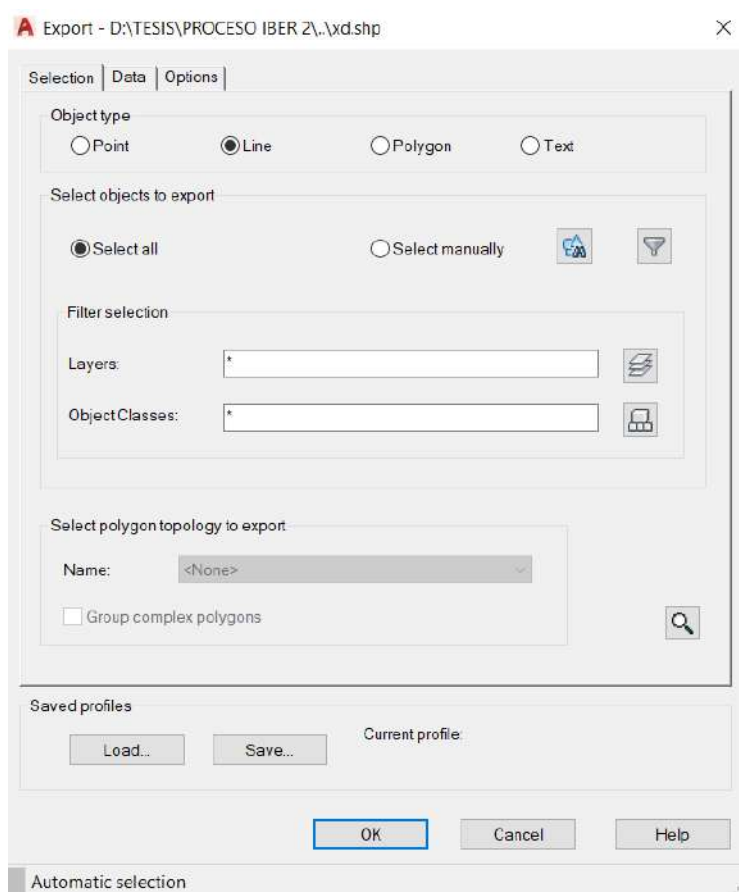 Export - D:\TESIS\PROCESO IBER 2\..\xd.shp
Selection Data Options
Object type
Point Line Polygon Text
Select objects to export
Select all Select manually
Filter selection
Layers: *
Object Classes: *
Select polygon topology to export
Name: <None>
Group complex polygons
Saved profiles
Load... Save... Current profile:
OK Cancel Help
Automatic selection